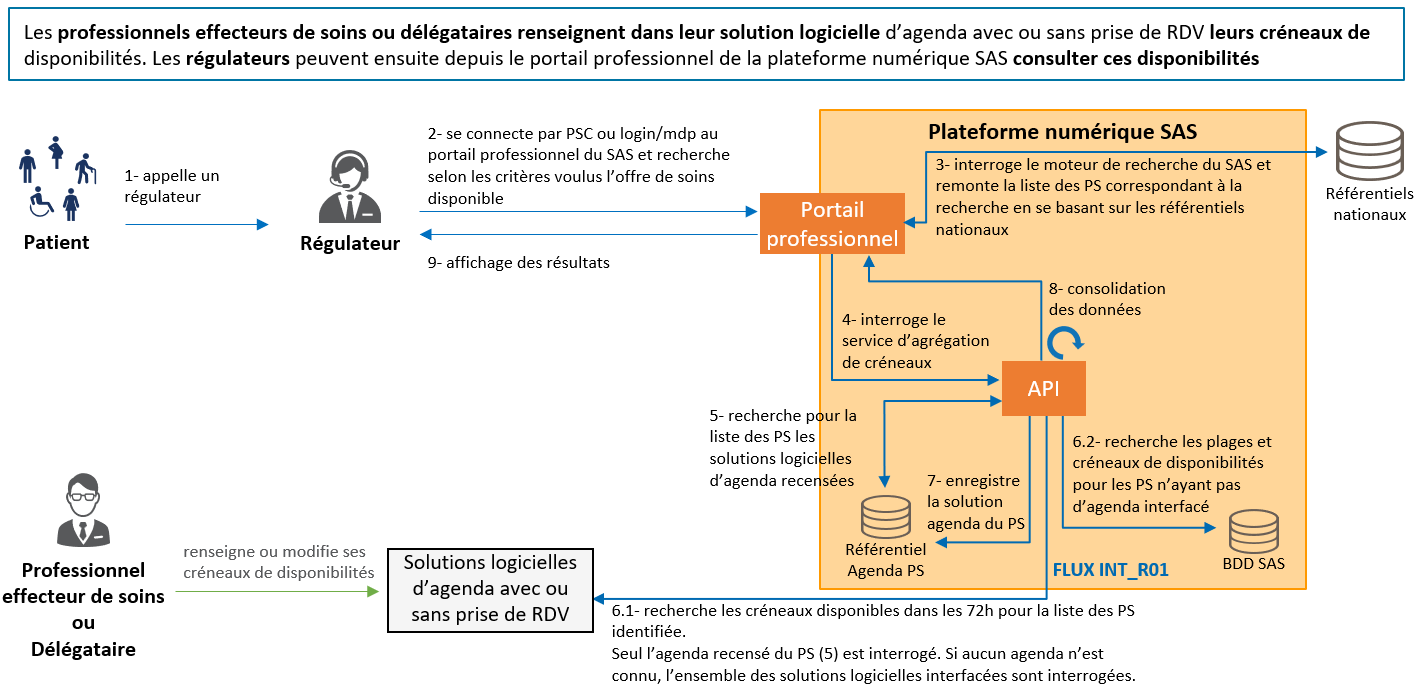 Les professionnels effecteurs de soins ou délégataires renseignent dans leur solution logicielle d’agenda avec ou sans prise de RDV leurs créneaux de
disponibilités. Les régulateurs peuvent ensuite depuis le portail professionnel de la plateforme numérique SAS consulter ces disponibilités
Patient
1- appelle un
régulateur
Régulateur
2- se connecte par PSC ou login/mdp au
portail professionnel du SAS et recherche
selon les critères voulus l’offre de soins
disponible
9- affichage des résultats
Plateforme numérique SAS
Portail
professionnel
3- interroge le moteur de recherche du SAS et
remonte la liste des PS correspondant à la
recherche en se basant sur les référentiels
nationaux
Référentiels
nationaux
8- consolidation
des données
4- interroge le
service d’agrégation
de créneaux
API
5- recherche pour la
liste des PS les
solutions logicielles
d’agenda recensées
6.2- recherche les plages et
créneaux de disponibilités
pour les PS n’ayant pas
d’agenda interfacé
7- enregistre
la solution
agenda du PS
Référentiel
Agenda PS
BDD SAS
FLUX INT_R01
Professionnel
effecteur de soins
ou
Délégataire
renseigne ou modifie ses
créneaux de disponibilités
Solutions logicielles
d’agenda avec ou
sans prise de RDV
6.1- recherche les créneaux disponibles dans les 72h pour la liste des PS
identifiée.
Seul l’agenda recensé du PS (5) est interrogé. Si aucun agenda n’est
connu, l’ensemble des solutions logicielles interfacées sont interrogées.